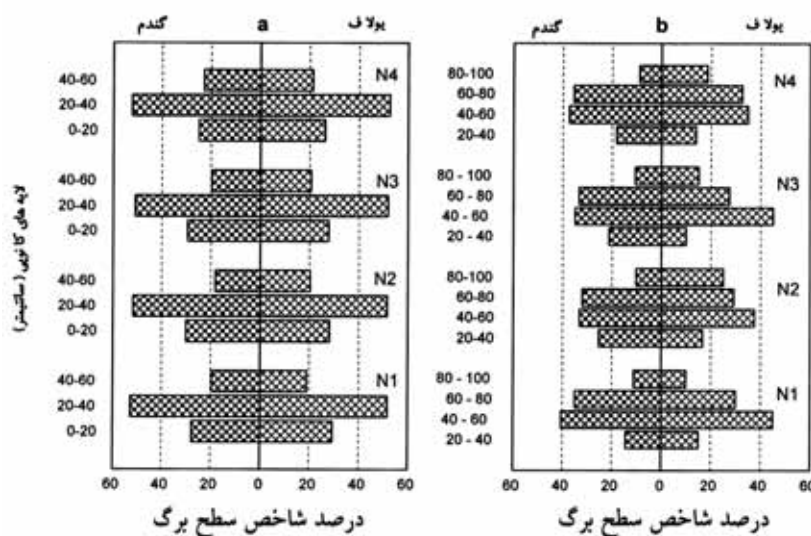 گندم a یولاف
40-60 N4
20-40
0-20
40-60 N3
20-40
0-20
40-60 N2
20-40
0-20
40-60 N1
20-40
0-20
لایه های کانوپی (سانتیمتر)
60 40 20 0 20 40 60
درصد شاخص سطح برگ
گندم b یولاف
80-100 N4
60-80
40-60
20-40
80 - 100 N3
60 - 80
40 - 60
20 - 40
80-100 N2
60-80
40-60
20-40
80 - 100 N1
60 - 80
40 - 60
20 - 40
60 40 20 0 20 40 60
درصد شاخص سطح برگ